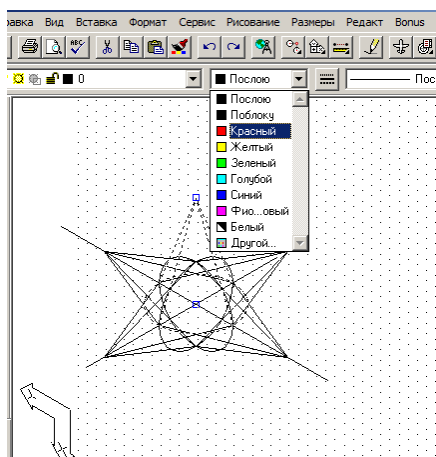 равка Вид Вставка Формат Сервис Рисование Размеры Редакт Bonus
0 Послою Пос
Послою
Поблоку
Красный
Желтый
Зеленый
Голубой
Синий
Фио...овый
Белый
Другой...